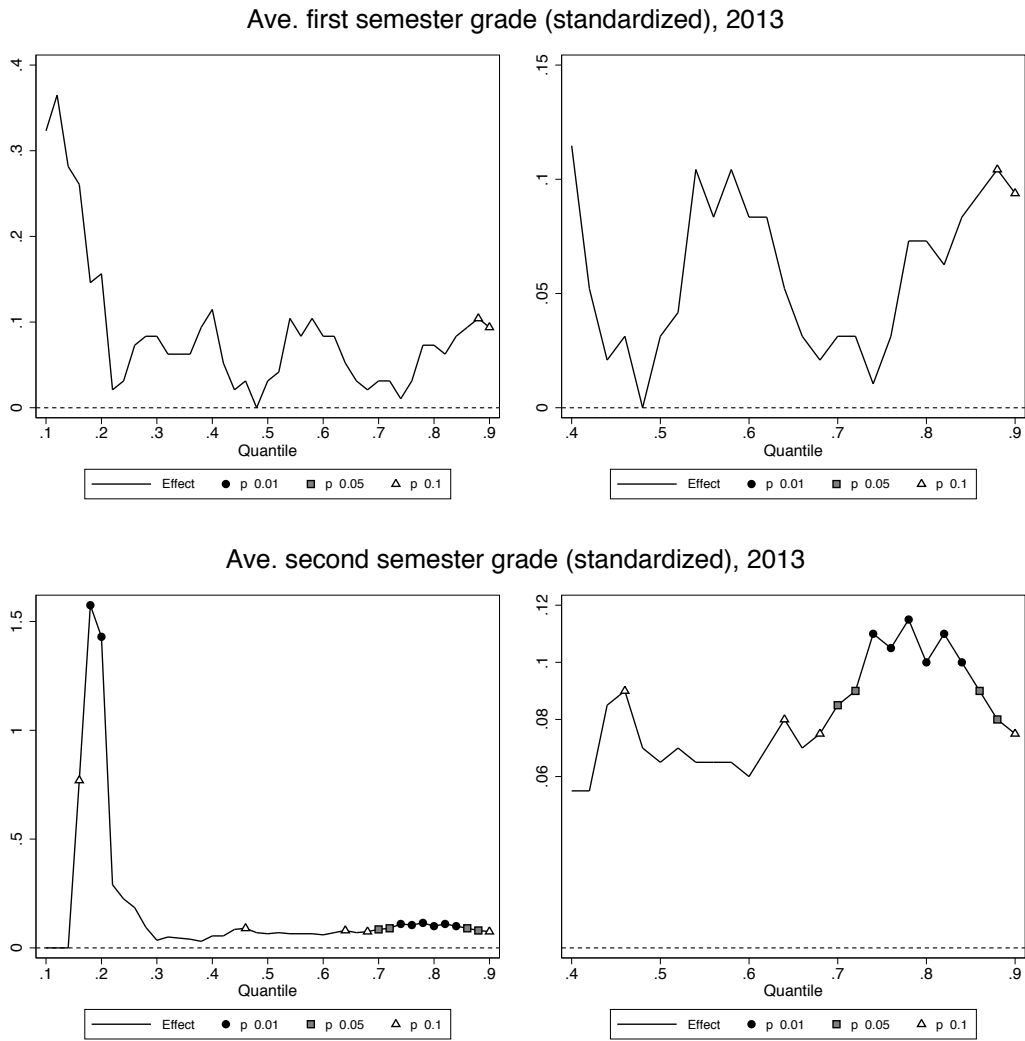 Ave. first semester grade (standardized), 2013
.4
.3
.2
.1
0
.1 .2 .3 .4 .5 .6 .7 .8 .9
Quantile
Effect p 0.01 p 0.05 p 0.1
.15
.1
.05
0
.4 .5 .6 .7 .8 .9
Quantile
Effect p 0.01 p 0.05 p 0.1
Ave. second semester grade (standardized), 2013
1.5
1
.5
0
.1 .2 .3 .4 .5 .6 .7 .8 .9
Quantile
Effect p 0.01 p 0.05 p 0.1
.12
.1
.08
.06
.4 .5 .6 .7 .8 .9
Quantile
Effect p 0.01 p 0.05 p 0.1